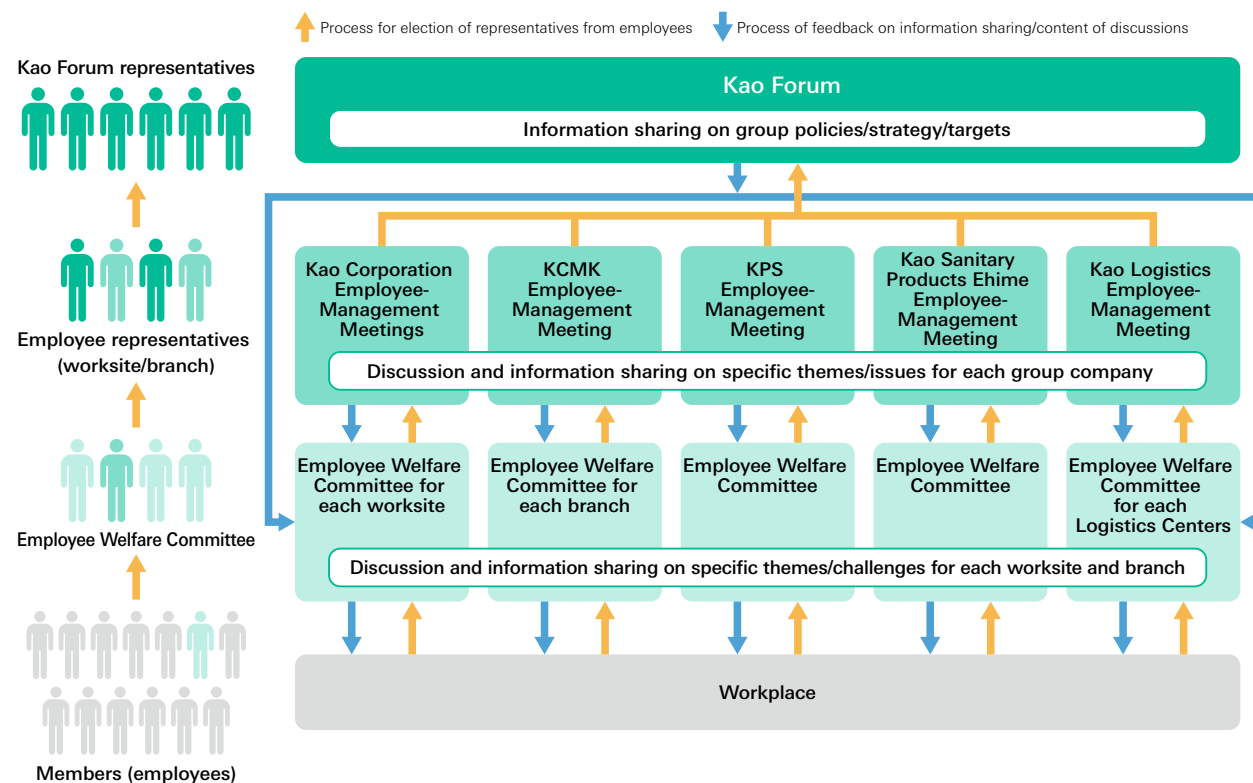 Process for election of representatives from employees
Process of feedback on information sharing/content of discussions
Kao Forum representatives
Employee representatives
(worksite/branch)
Employee Welfare Committee
Members (employees)
Kao Forum
Information sharing on group policies/strategy/targets
Kao Corporation
Employee-
Management
Meetings
KCMK
Employee-
Management
Meeting
KPS
Employee-
Management
Meeting
Kao Sanitary
Products Ehime
Employee-
Management
Meeting
Kao Logistics
Employee-
Management
Meeting
Discussion and information sharing on specific themes/issues for each group company
Employee Welfare
Committee for
each worksite
Employee Welfare
Committee for
each branch
Employee Welfare
Committee
Employee Welfare
Committee
Employee Welfare
Committee
for each
Logistics Centers
Discussion and information sharing on specific themes/challenges for each worksite and branch
Workplace